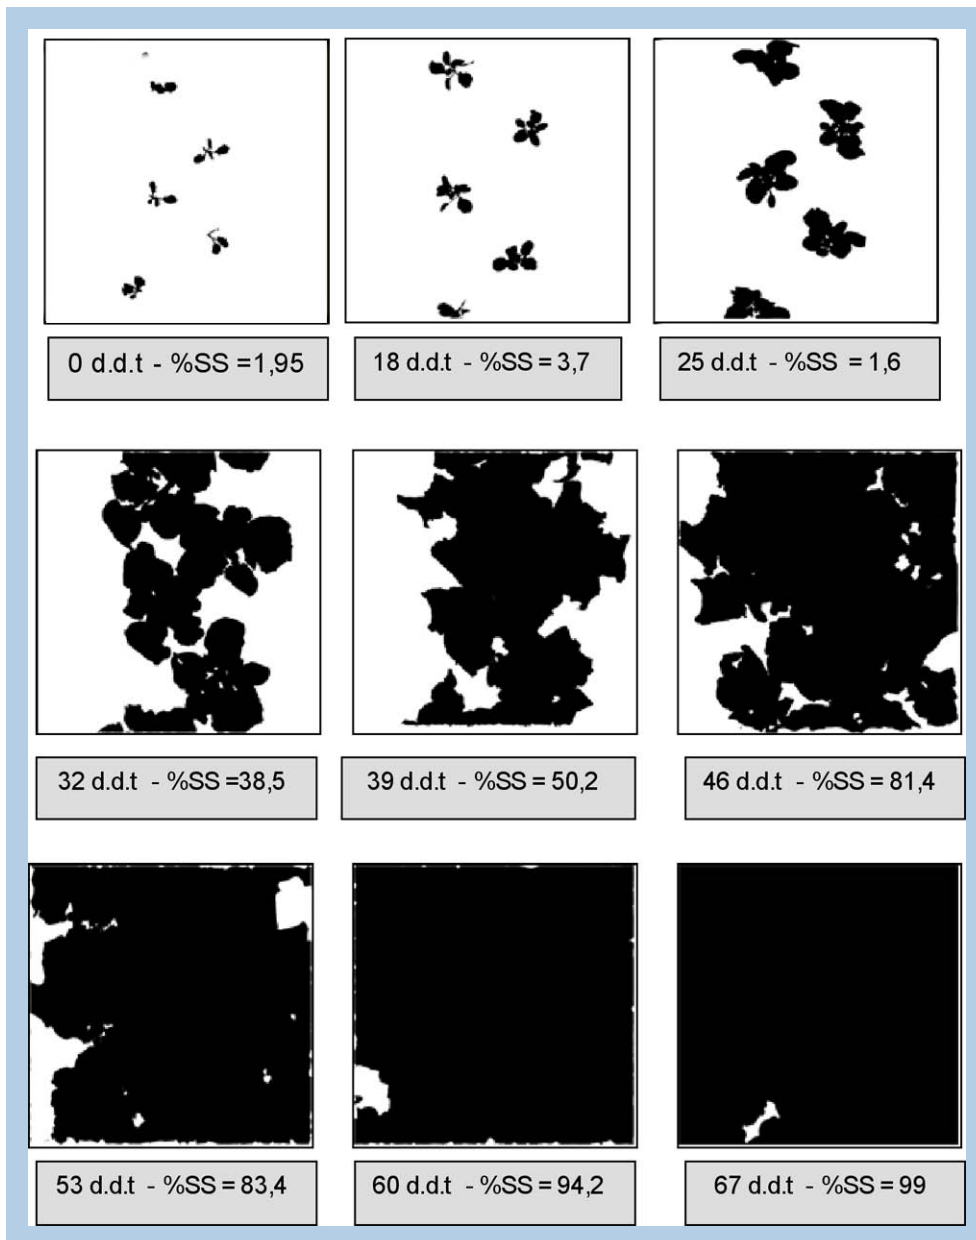 0 d.d.t - %SS =1,95
18 d.d.t - %SS = 3,7
25 d.d.t - %SS = 1,6
32 d.d.t - %SS =38,5
39 d.d.t - %SS = 50,2
46 d.d.t - %SS = 81,4
53 d.d.t - %SS = 83,4
60 d.d.t - %SS = 94,2
67 d.d.t - %SS = 99